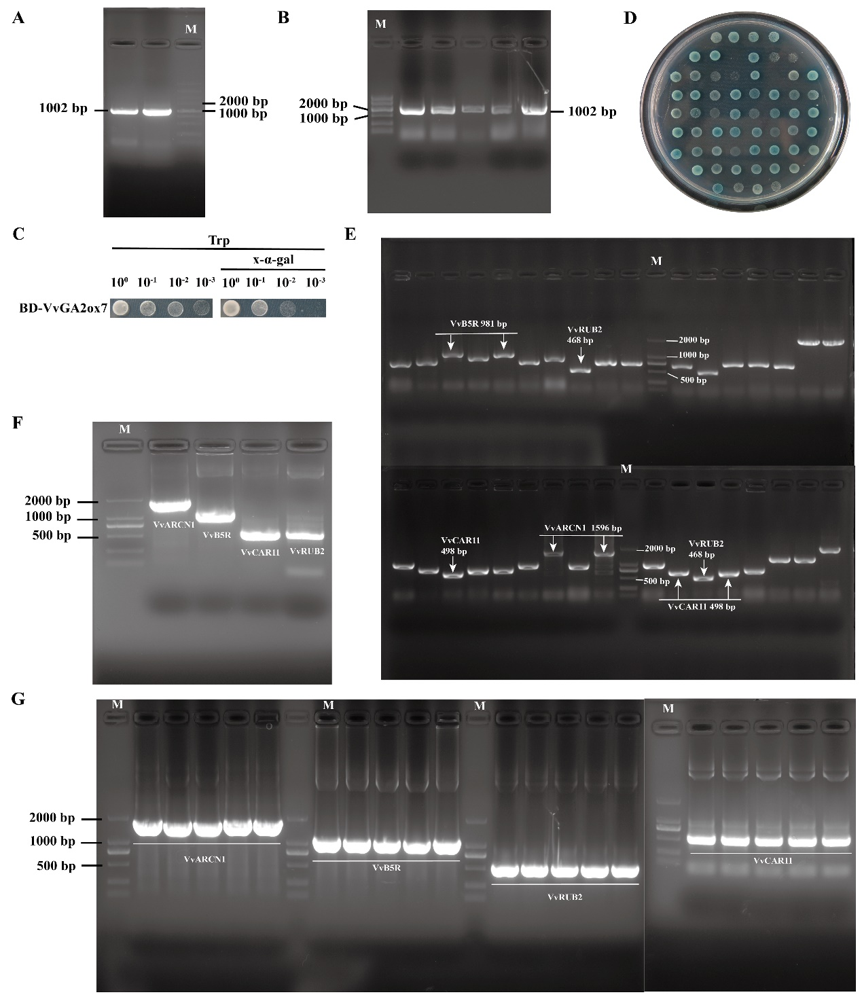 A
M
1002 bp
2000 bp
1000 bp
B
M
2000 bp
1000 bp
1002 bp
D
C
Trp
x-α-gal
10⁰ 10⁻¹ 10⁻² 10⁻³ 10⁰ 10⁻¹ 10⁻² 10⁻³
BD-VvGA2ox7
E
M
VvB5R 981 bp
VvRUB2
468 bp
2000 bp
1000 bp
500 bp
M
VvCAR11
498 bp
VvARCN1 1596 bp
2000 bp
500 bp
VvRUB2
468 bp
VvCAR11 498 bp
F
M
2000 bp
1000 bp
500 bp
VvARCN1
VvB5R
VvCAR11
VvRUB2
G
M
M
M
M
2000 bp
1000 bp
500 bp
VvARCN1
VvB5R
VvRUB2
VvCAR11